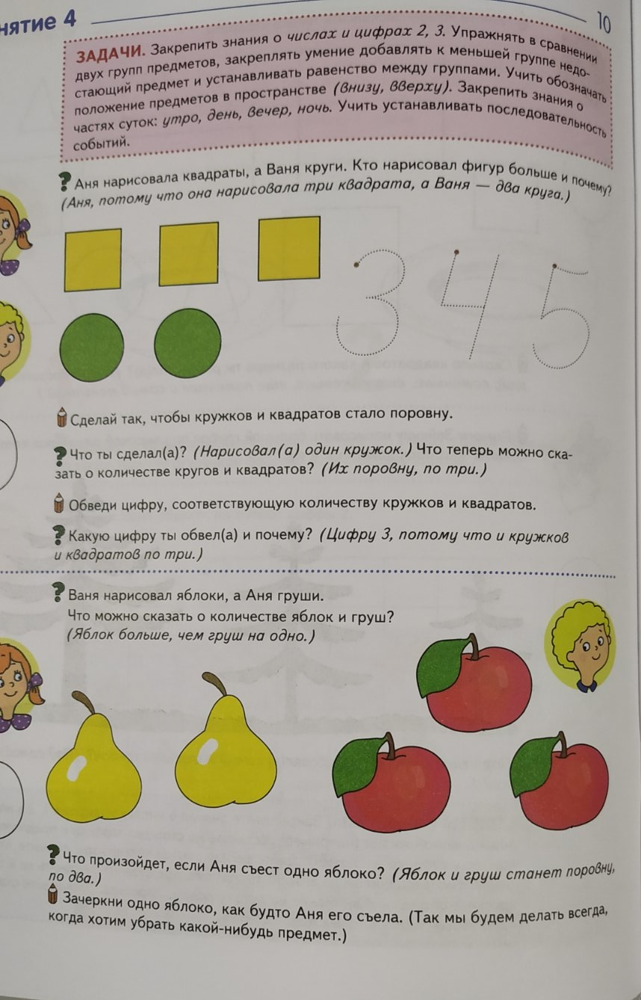 нятие 4
10
ЗАДАЧИ. Закрепить знания о числах и цифрах 2, 3. Упражнять в сравнении
двух групп предметов, закреплять умение добавлять к меньшей группе недо-
стающий предмет и устанавливать равенство между группами. Учить обозначать
положение предметов в пространстве (внизу, вверху). Закрепить знания о
частях суток: утро, день, вечер, ночь. Учить устанавливать последовательность
событий.
? Аня нарисовала квадраты, а Ваня круги. Кто нарисовал фигур больше и почему?
(Аня, потому что она нарисовала три квадрата, а Ваня — два круга.)
3 4 5
Сделай так, чтобы кружков и квадратов стало поровну.
? Что ты сделал(а)? (Нарисовал(а) один кружок.) Что теперь можно ска-
зать о количестве кругов и квадратов? (Их поровну, по три.)
Обведи цифру, соответствующую количеству кружков и квадратов.
? Какую цифру ты обвел(а) и почему? (Цифру 3, потому что и кружков
и квадратов по три.)
? Ваня нарисовал яблоки, а Аня груши.
Что можно сказать о количестве яблок и груш?
(Яблок больше, чем груш на одно.)
? Что произойдет, если Аня съест одно яблоко? (Яблок и груш станет поровну,
по два.)
Зачеркни одно яблоко, как будто Аня его съела. (Так мы будем делать всегда,
когда хотим убрать какой-нибудь предмет.)